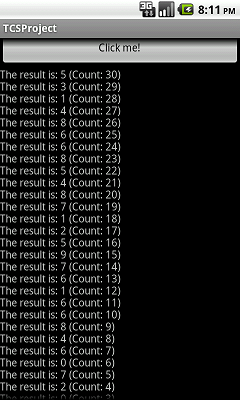 3G 8:11 PM
TCSProject
Click me!
The result is: 5 (Count: 30)
The result is: 3 (Count: 29)
The result is: 1 (Count: 28)
The result is: 4 (Count: 27)
The result is: 8 (Count: 26)
The result is: 6 (Count: 25)
The result is: 6 (Count: 24)
The result is: 8 (Count: 23)
The result is: 5 (Count: 22)
The result is: 4 (Count: 21)
The result is: 8 (Count: 20)
The result is: 7 (Count: 19)
The result is: 1 (Count: 18)
The result is: 2 (Count: 17)
The result is: 5 (Count: 16)
The result is: 9 (Count: 15)
The result is: 7 (Count: 14)
The result is: 6 (Count: 13)
The result is: 1 (Count: 12)
The result is: 6 (Count: 11)
The result is: 6 (Count: 10)
The result is: 8 (Count: 9)
The result is: 4 (Count: 8)
The result is: 6 (Count: 7)
The result is: 0 (Count: 6)
The result is: 7 (Count: 5)
The result is: 2 (Count: 4)
The result is: 0 (Count: 3)